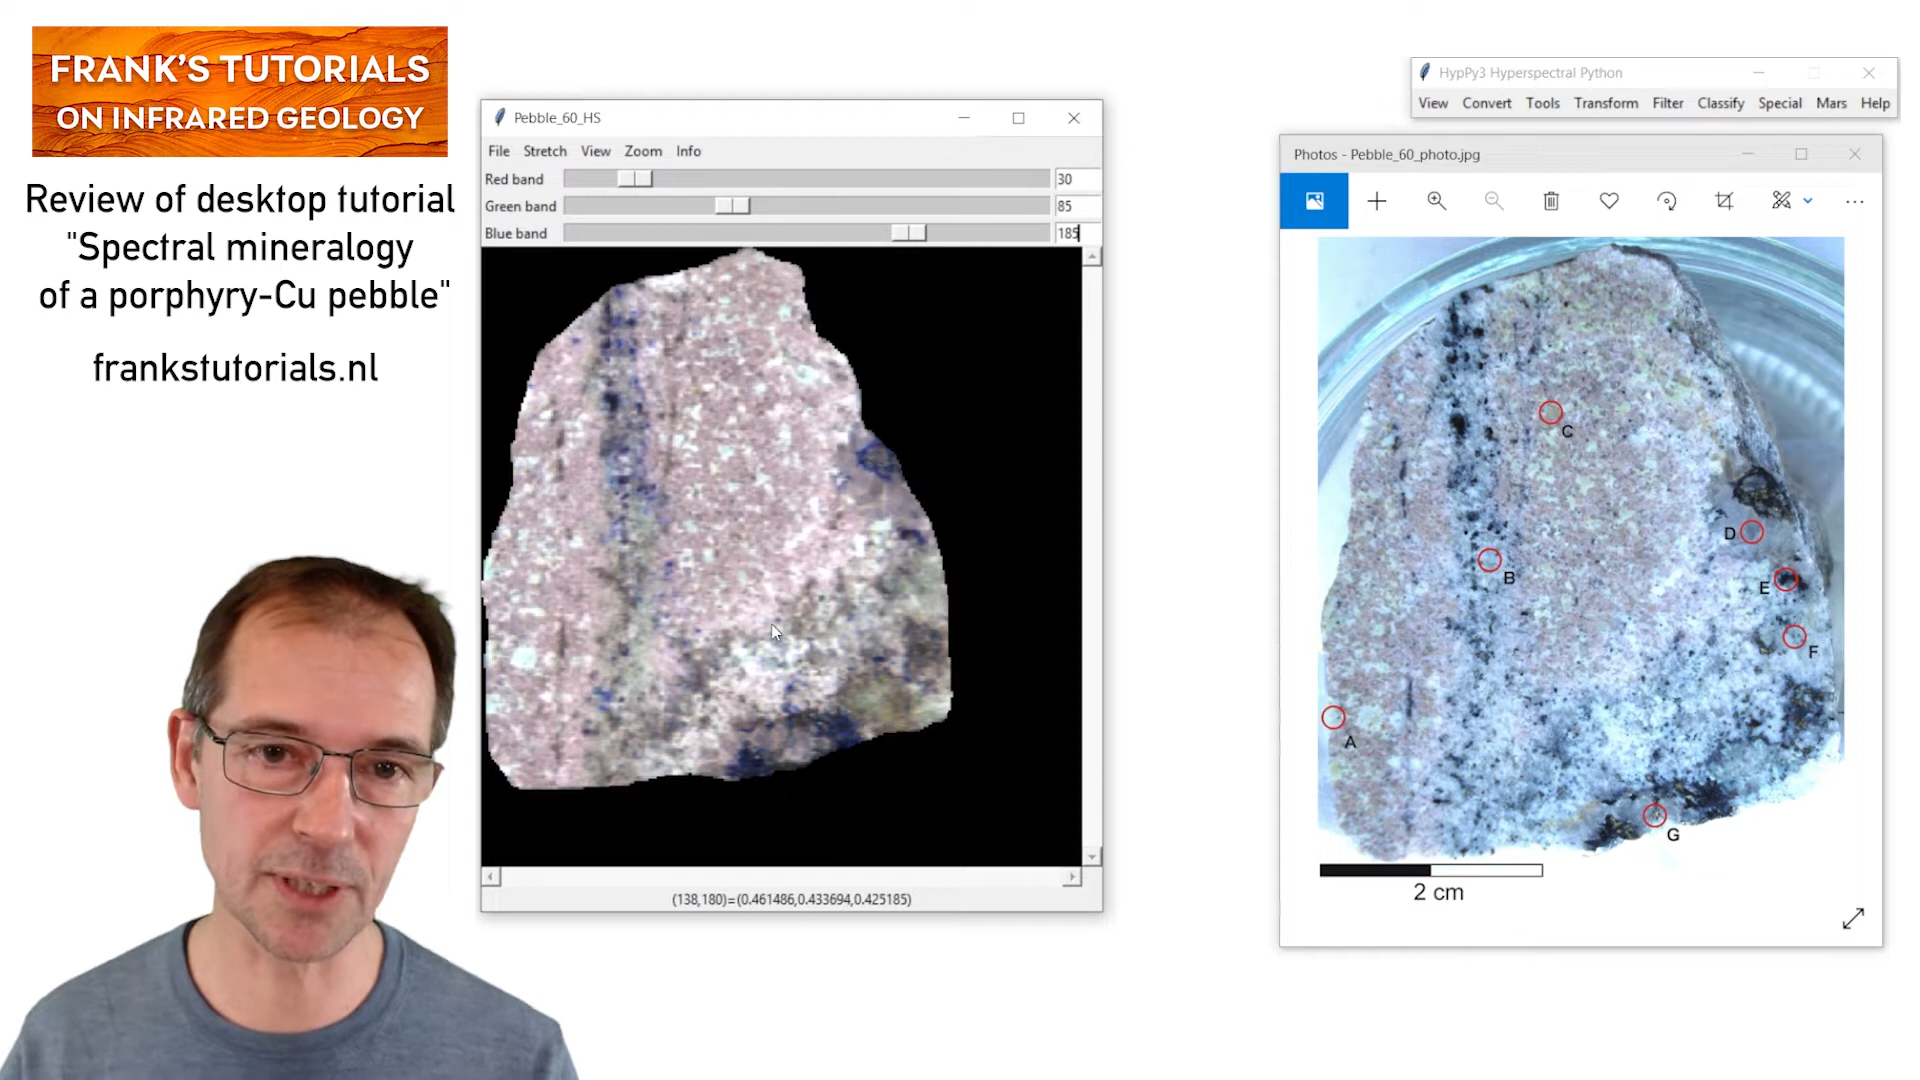 FRANK'S TUTORIALS
ON INFRARED GEOLOGY
Review of desktop tutorial
"Spectral mineralogy
of a porphyry-Cu pebble"
frankstutorials.nl
Pebble_60_HS
File Stretch View Zoom Info
Red band 30
Green band 85
Blue band 185
(138,180)=(0.461486,0.433694,0.425185)
HypPy3 Hyperspectral Python
View Convert Tools Transform Filter Classify Special Mars Help
Photos - Pebble_60_photo.jpg
C
D
B
E
F
A
G
2 cm